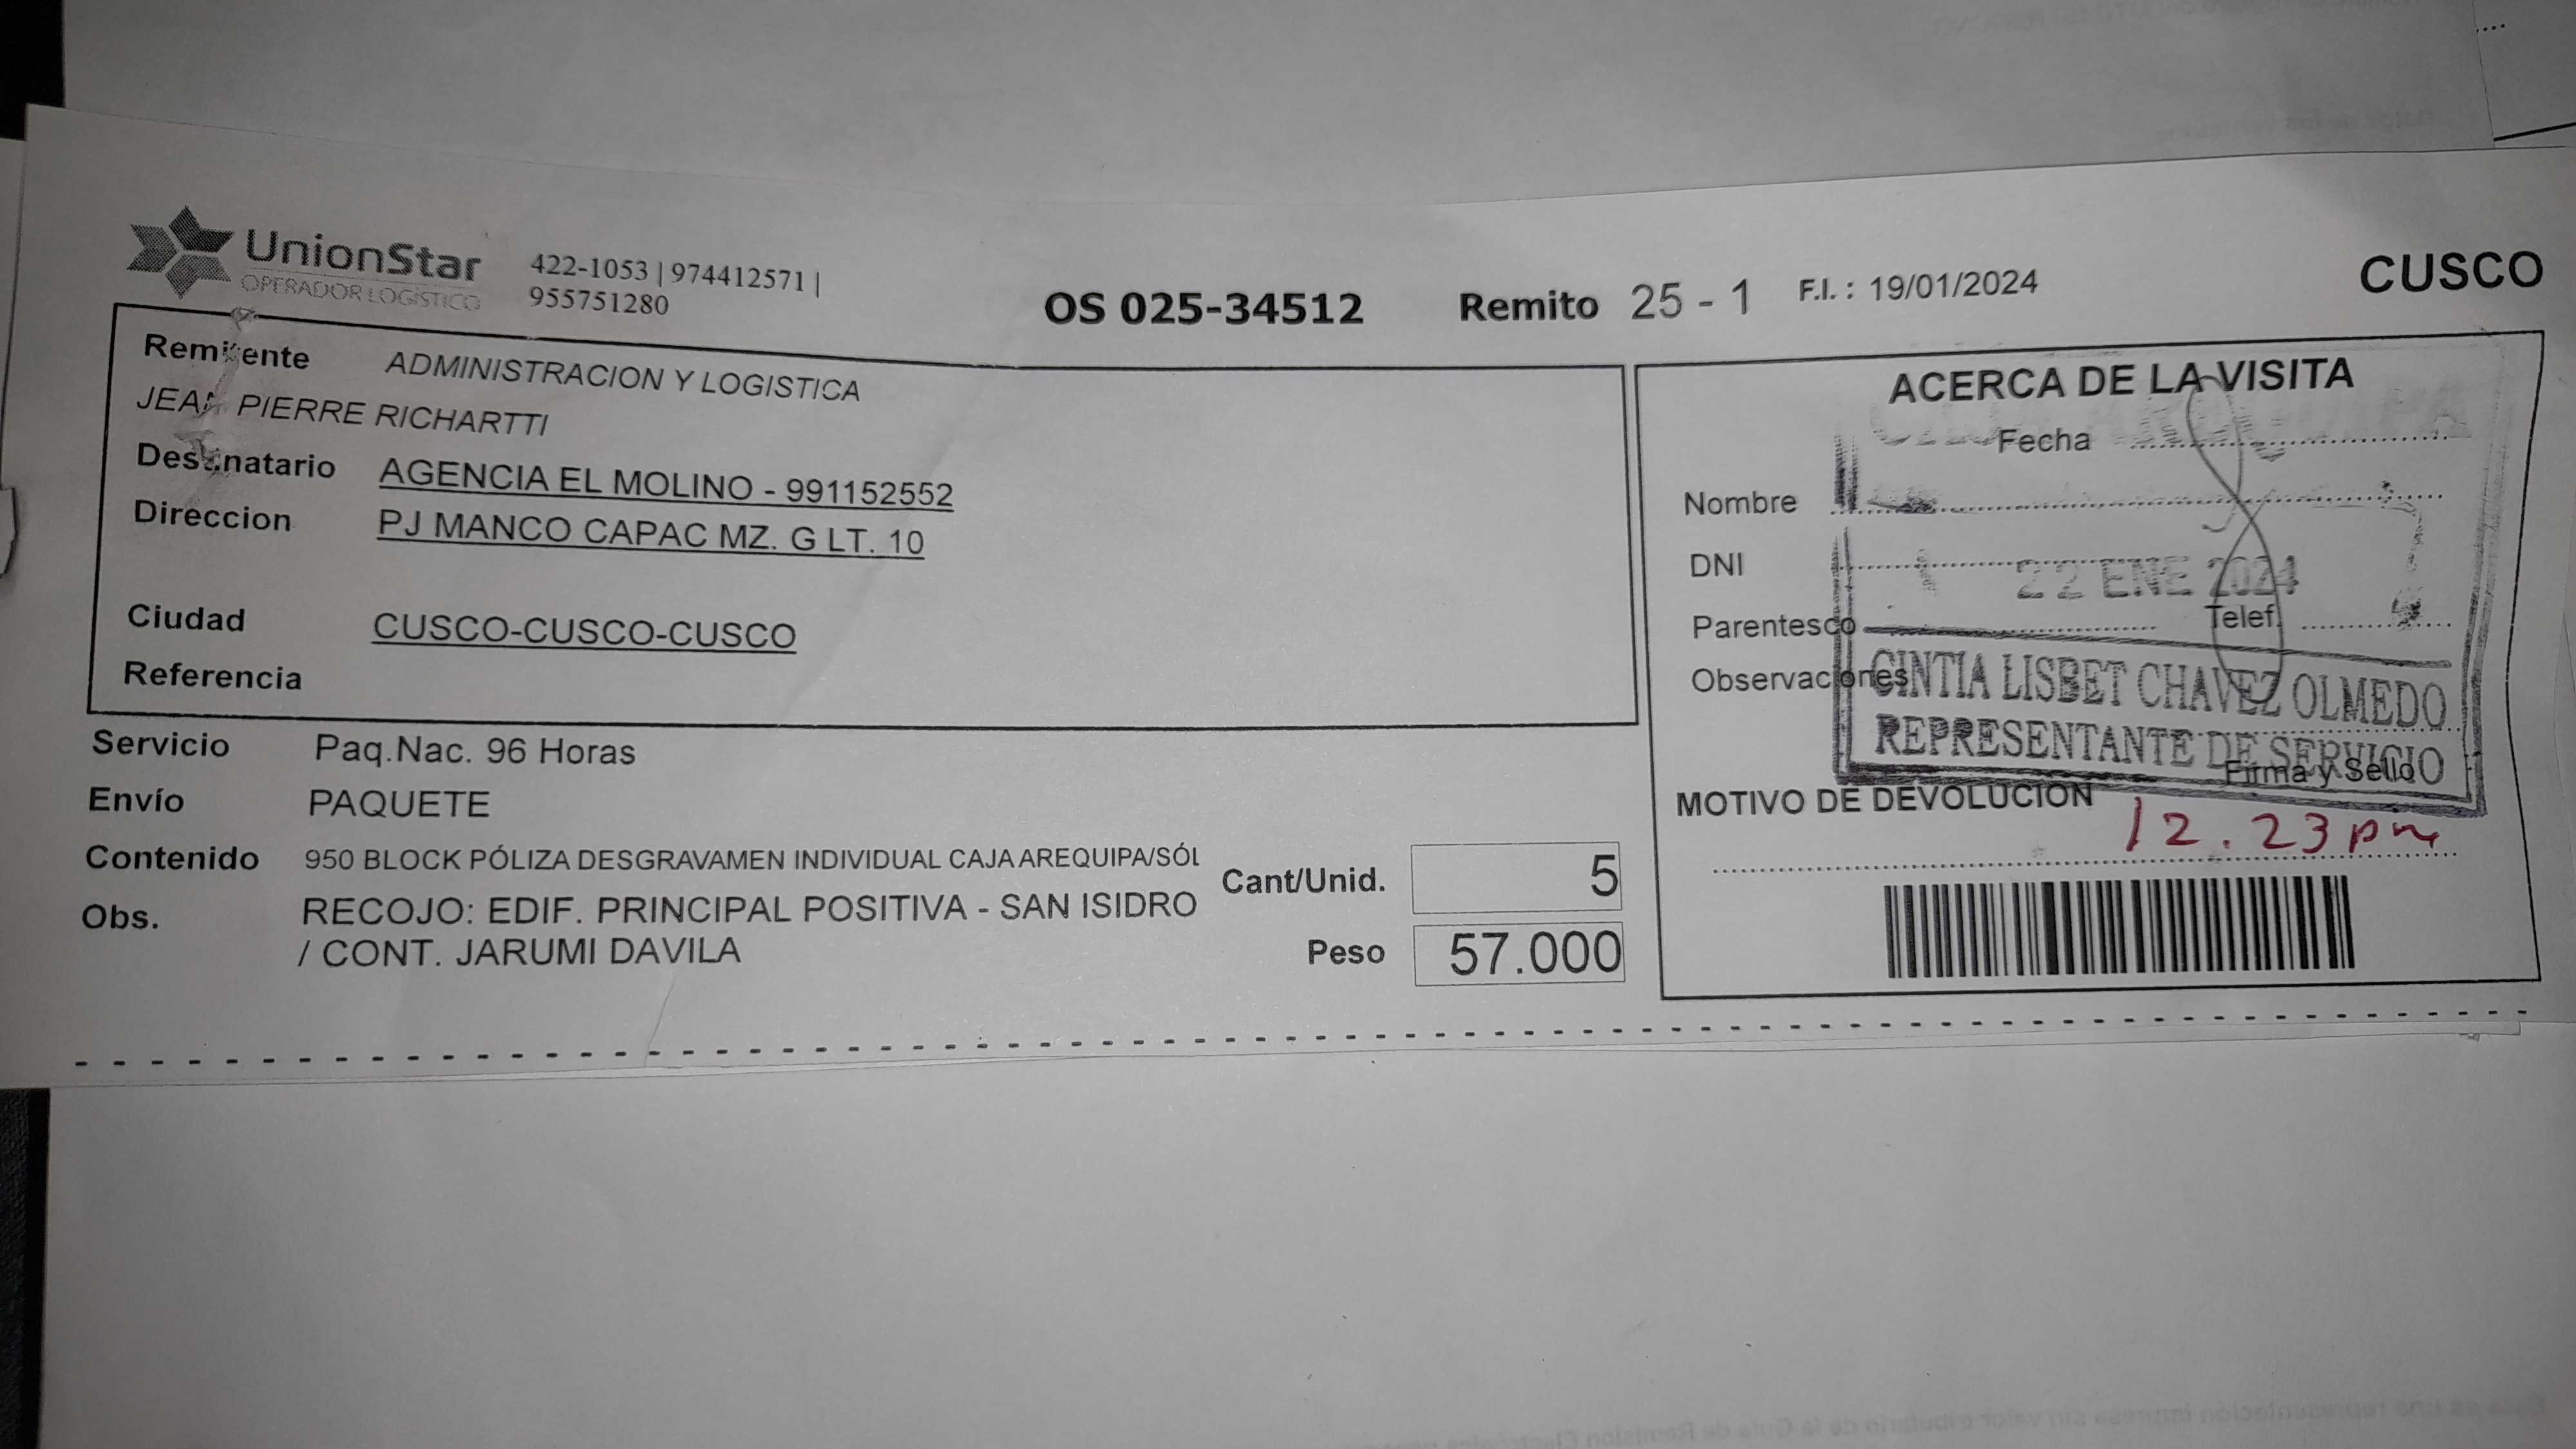 UnionStar
OPERADOR LOGÍSTICO
422-1053 | 974412571 |
955751280
OS 025-34512 Remito 25 - 1 F.I. : 19/01/2024
CUSCO
Remitente ADMINISTRACION Y LOGISTICA
JEAN PIERRE RICHARTTI
Destinatario AGENCIA EL MOLINO - 991152552
Direccion PJ MANCO CAPAC MZ. G LT. 10
Ciudad CUSCO-CUSCO-CUSCO
Referencia
Servicio Paq.Nac. 96 Horas
Envío PAQUETE
Contenido 950 BLOCK PÓLIZA DESGRAVAMEN INDIVIDUAL CAJA AREQUIPA/SÓL
Obs. RECOJO: EDIF. PRINCIPAL POSITIVA - SAN ISIDRO
/ CONT. JARUMI DAVILA
Cant/Unid. 5
Peso 57.000
ACERCA DE LA VISITA
Fecha
Nombre
DNI
22 ENE 2024
Parentesco Telef.
Observaciones
CINTIA LISBET CHAVEZ OLMEDO
REPRESENTANTE DE SERVICIO
Firma y Sello
MOTIVO DE DEVOLUCION
12.23 pm